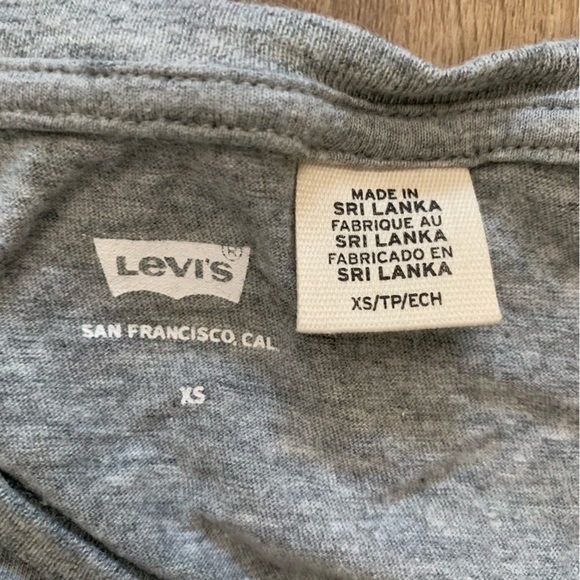 Levi's®
SAN FRANCISCO, CAL
XS
MADE IN
SRI LANKA
FABRIQUE AU
SRI LANKA
FABRICADO EN
SRI LANKA
XS/TP/ECH